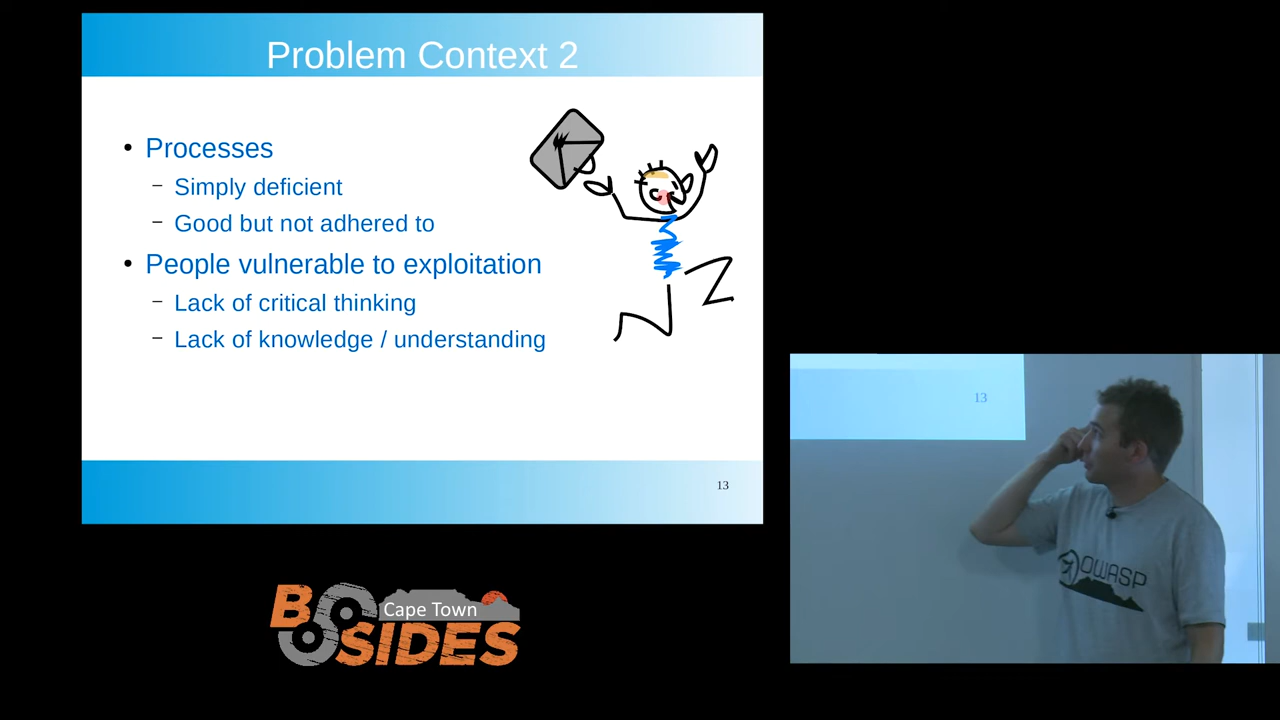 Problem Context 2
• Processes
– Simply deficient
– Good but not adhered to
• People vulnerable to exploitation
– Lack of critical thinking
– Lack of knowledge / understanding
13
13
OWASP
Cape Town
BSIDES